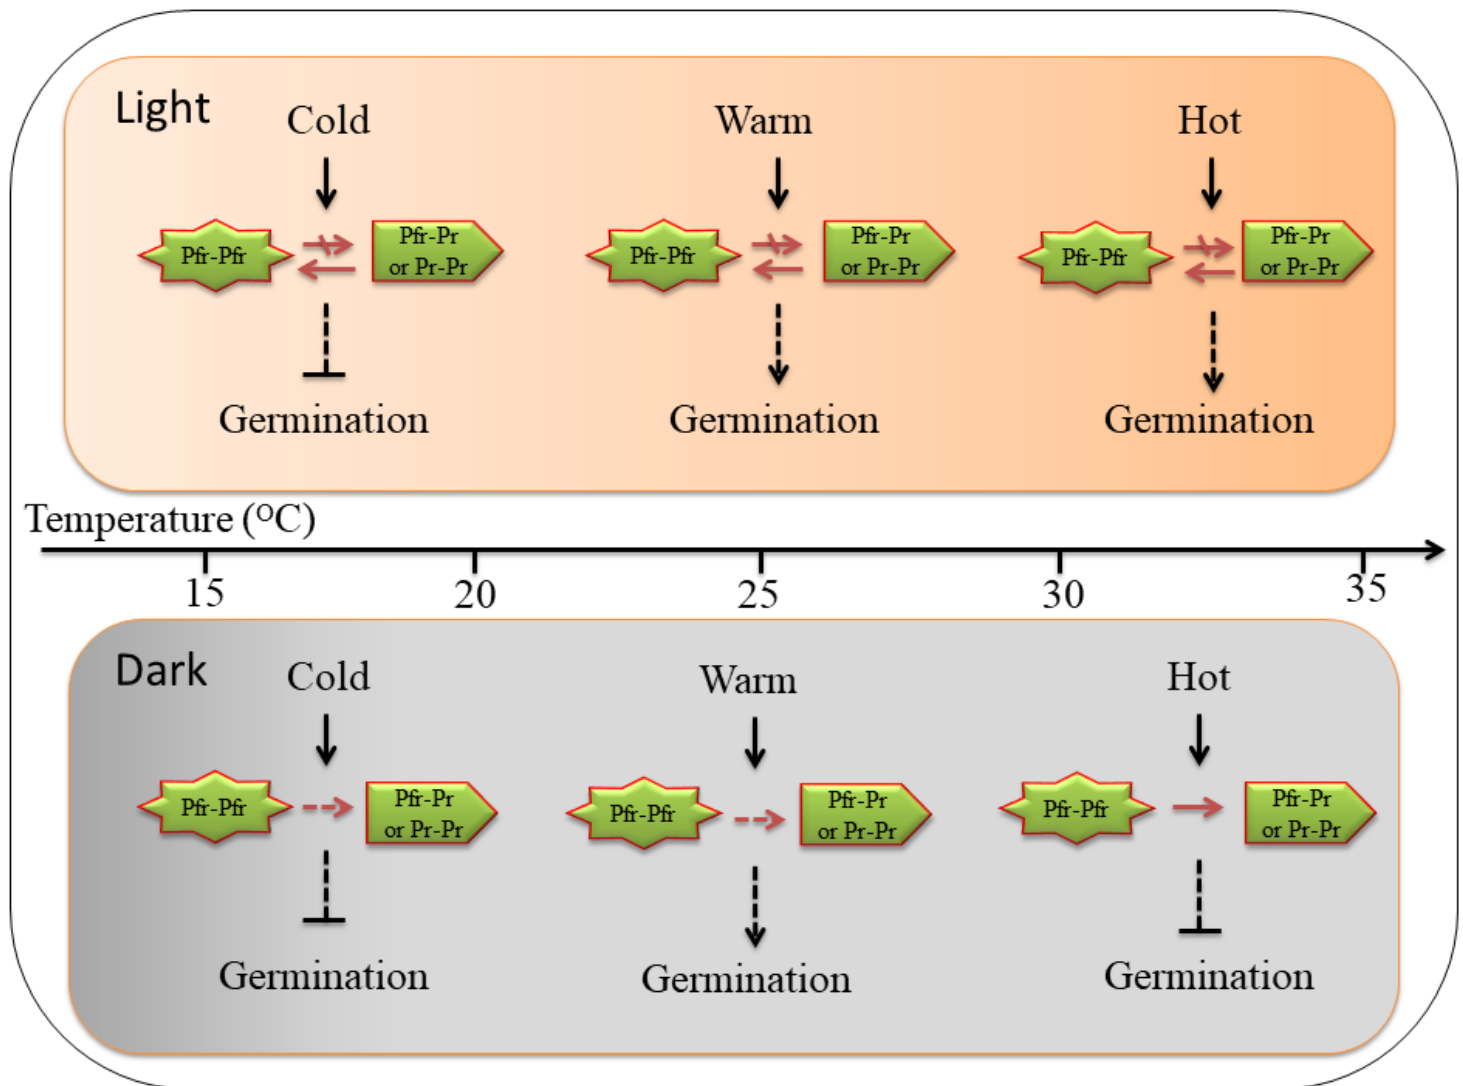 Light
Cold
Warm
Hot
Pfr-Pfr
Pfr-Pr
or Pr-Pr
Pfr-Pfr
Pfr-Pr
or Pr-Pr
Pfr-Pfr
Pfr-Pr
or Pr-Pr
Germination
Germination
Germination
Temperature (°C)
15
20
25
30
35
Dark
Cold
Warm
Hot
Pfr-Pfr
Pfr-Pr
or Pr-Pr
Pfr-Pfr
Pfr-Pr
or Pr-Pr
Pfr-Pfr
Pfr-Pr
or Pr-Pr
Germination
Germination
Germination